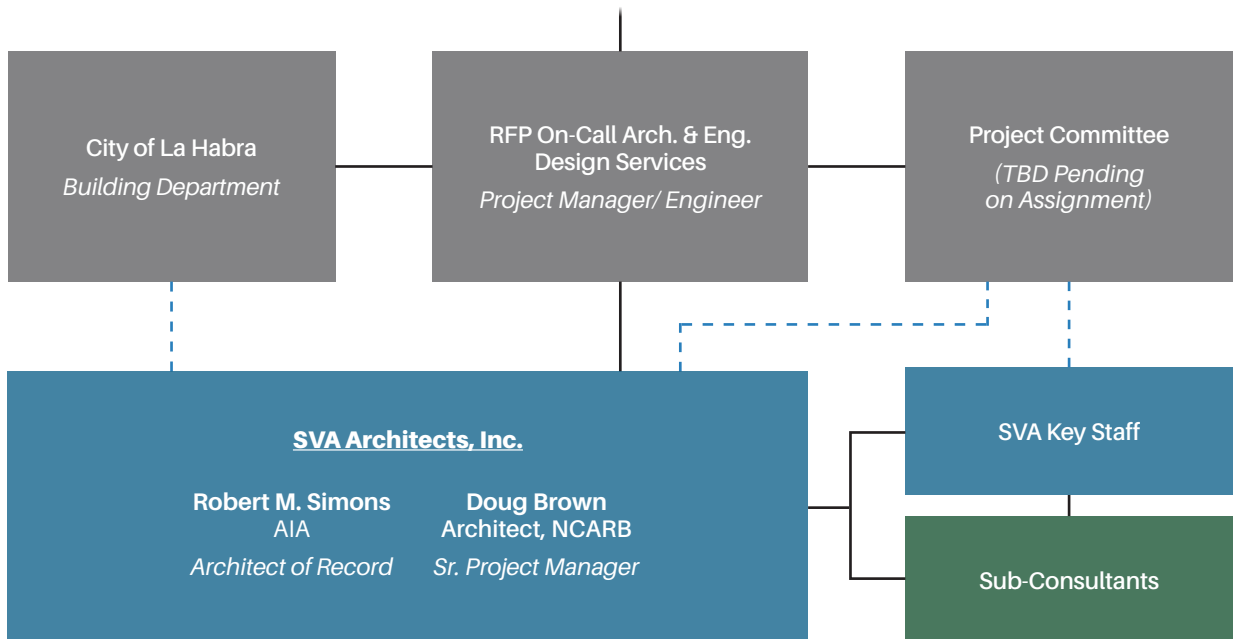 City of La Habra
Building Department
RFP On-Call Arch. & Eng.
Design Services
Project Manager/ Engineer
Project Committee
(TBD Pending
on Assignment)
SVA Architects, Inc.
Robert M. Simons
AIA
Architect of Record
Doug Brown
Architect, NCARB
Sr. Project Manager
SVA Key Staff
Sub-Consultants